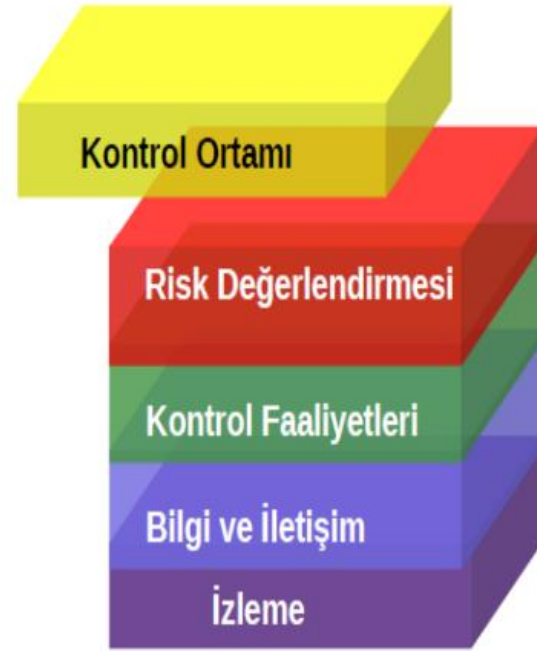 Kontrol Ortamı
Risk Değerlendirmesi
Kontrol Faaliyetleri
Bilgi ve İletişim
İzleme